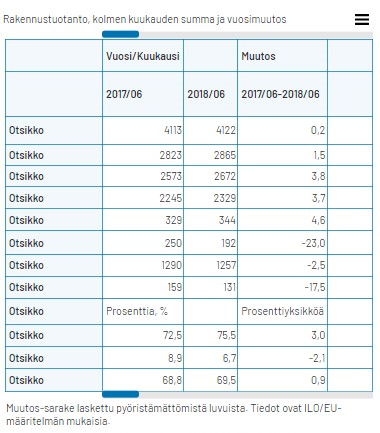 Rakennustuotanto, kolmen kuukauden summa ja vuosimuutos
Vuosi/Kuukausi Muutos
2017/06 2018/06 2017/06-2018/06
Otsikko 4113 4122 0,2
Otsikko 2823 2865 1,5
Otsikko 2573 2672 3,8
Otsikko 2245 2329 3,7
Otsikko 329 344 4,6
Otsikko 250 192 -23,0
Otsikko 1290 1257 -2,5
Otsikko 159 131 -17,5
Otsikko Prosenttia, % Prosenttiyksikköä
Otsikko 72,5 75,5 3,0
Otsikko 8,9 6,7 -2,1
Otsikko 68,8 69,5 0,9
Muutos-sarake laskettu pyöristämättömistä luvuista. Tiedot ovat ILO/EU-
määritelmän mukaisia.